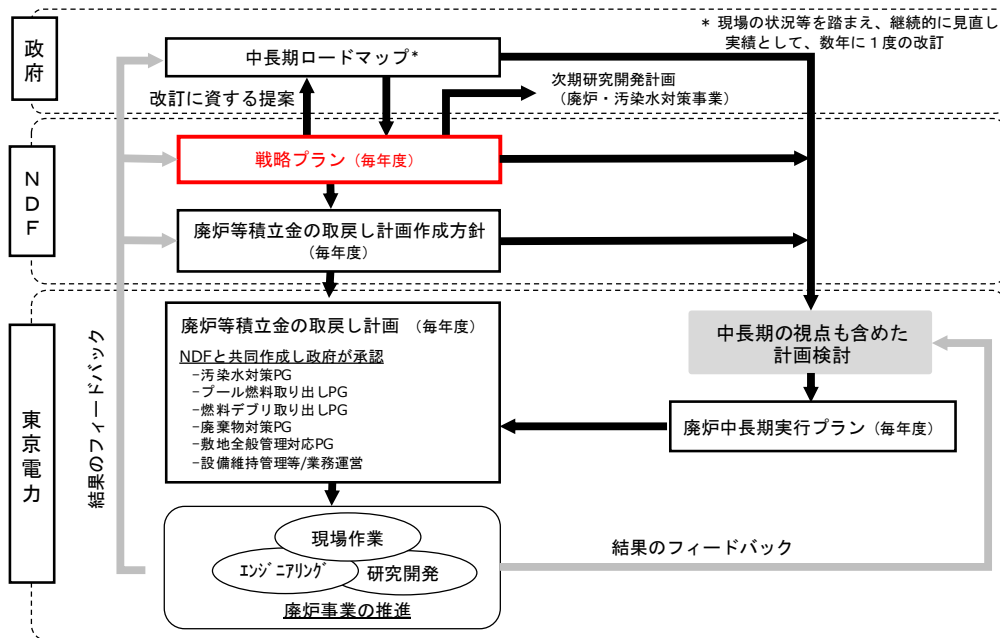 政府
中長期ロードマップ*
* 現場の状況等を踏まえ、継続的に見直し
実績として、数年に１度の改訂
改訂に資する提案
次期研究開発計画
（廃炉・汚染水対策事業）
ＮＤＦ
戦略プラン（毎年度）
廃炉等積立金の取戻し計画作成方針
（毎年度）
東京電力
結果のフィードバック
廃炉等積立金の取戻し計画 （毎年度）
NDFと共同作成し政府が承認
-汚染水対策PG
-プール燃料取り出しPG
-燃料デブリ取り出しPG
-廃棄物対策PG
-敷地全般管理対応PG
-設備維持管理等/業務運営
中長期の視点も含めた
計画検討
廃炉中長期実行プラン（毎年度）
現場作業
ｴﾝｼﾞﾆｱﾘﾝｸﾞ
研究開発
廃炉事業の推進
結果のフィードバック